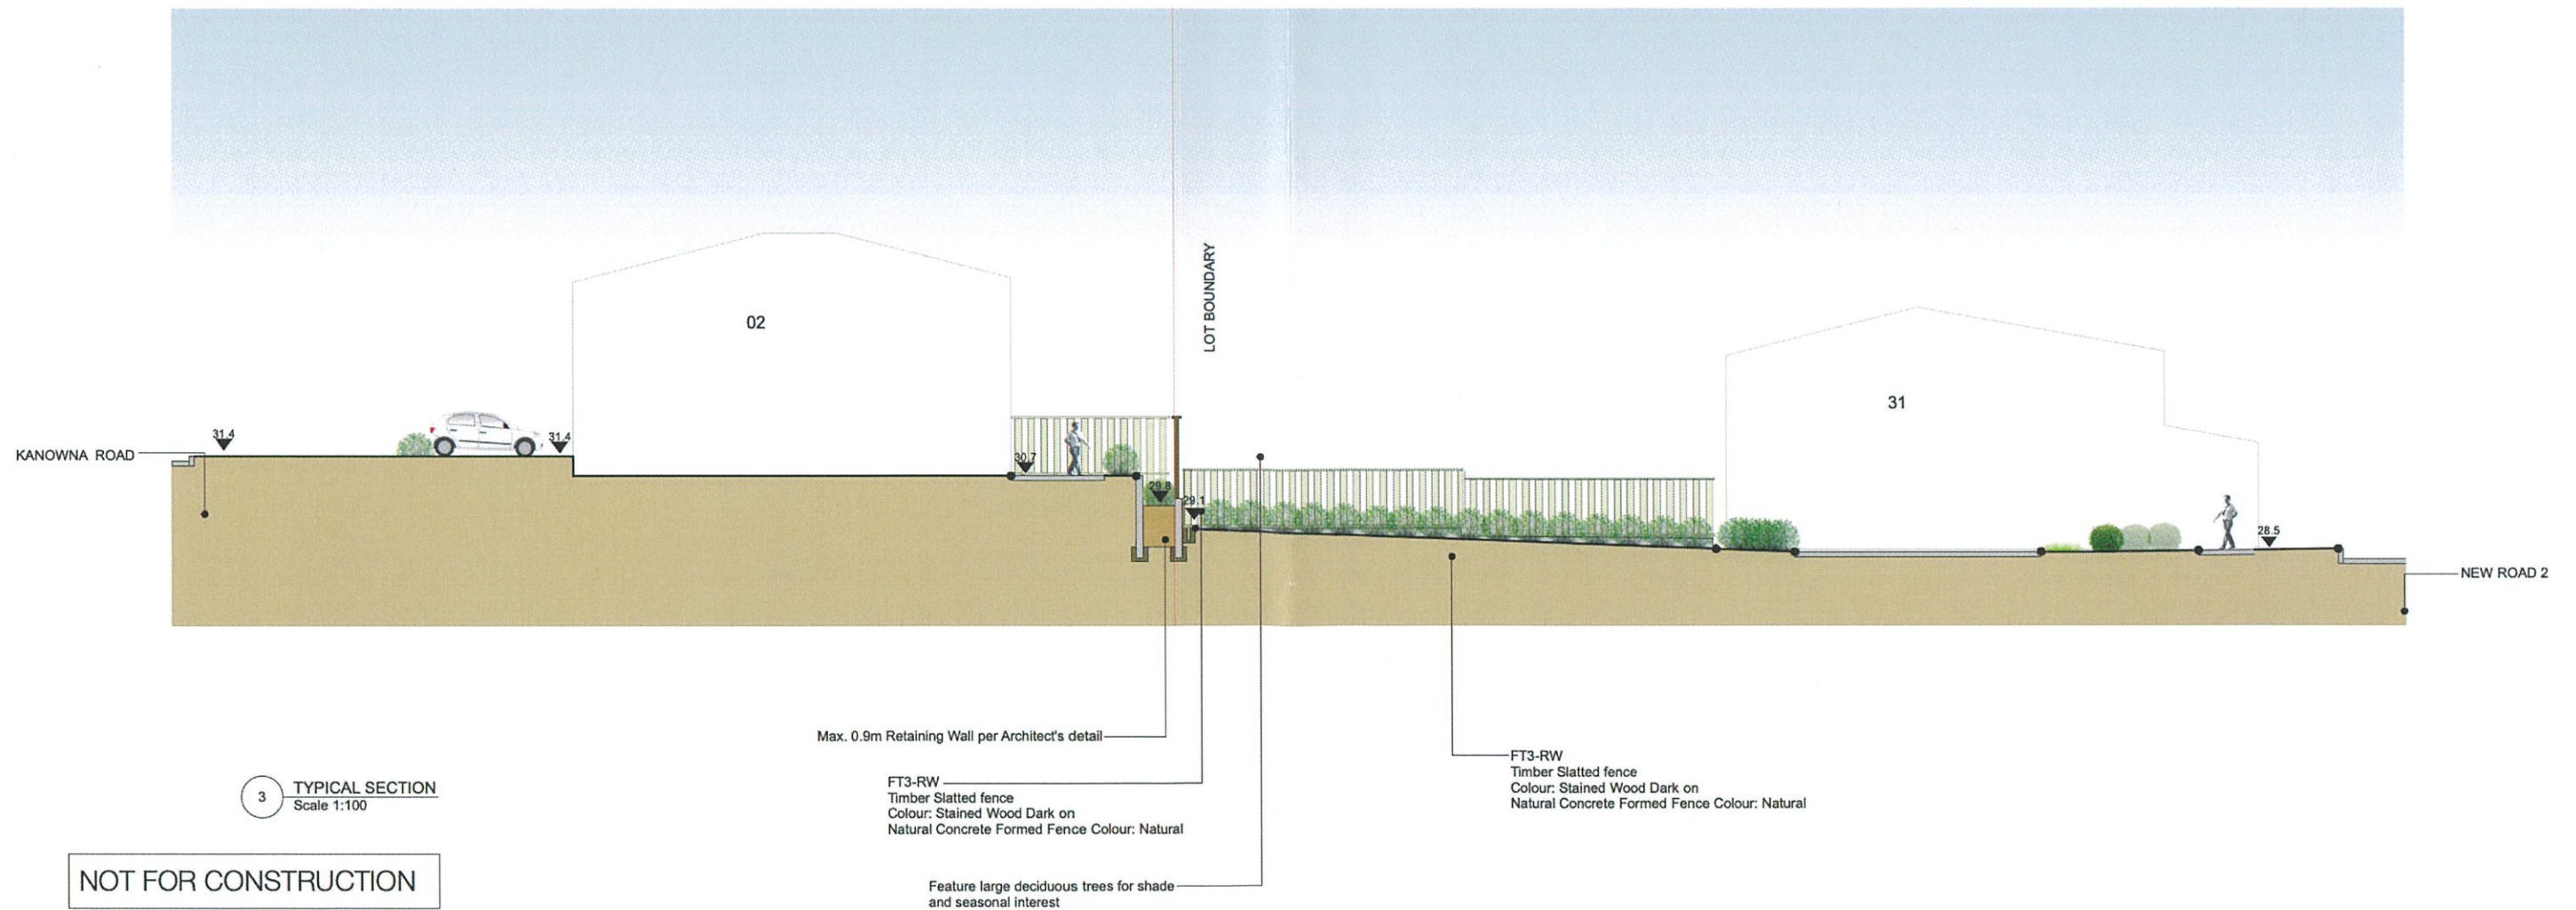 LOT BOUNDARY
02
31
31.4
31.4
KANOWNA ROAD
30.7
29.8
29.1
28.5
NEW ROAD 2
Max. 0.9m Retaining Wall per Architect's detail
FT3-RW
Timber Slatted fence
Colour: Stained Wood Dark on
Natural Concrete Formed Fence Colour: Natural
FT3-RW
Timber Slatted fence
Colour: Stained Wood Dark on
Natural Concrete Formed Fence Colour: Natural
3
TYPICAL SECTION
Scale 1:100
Feature large deciduous trees for shade
and seasonal interest
NOT FOR CONSTRUCTION